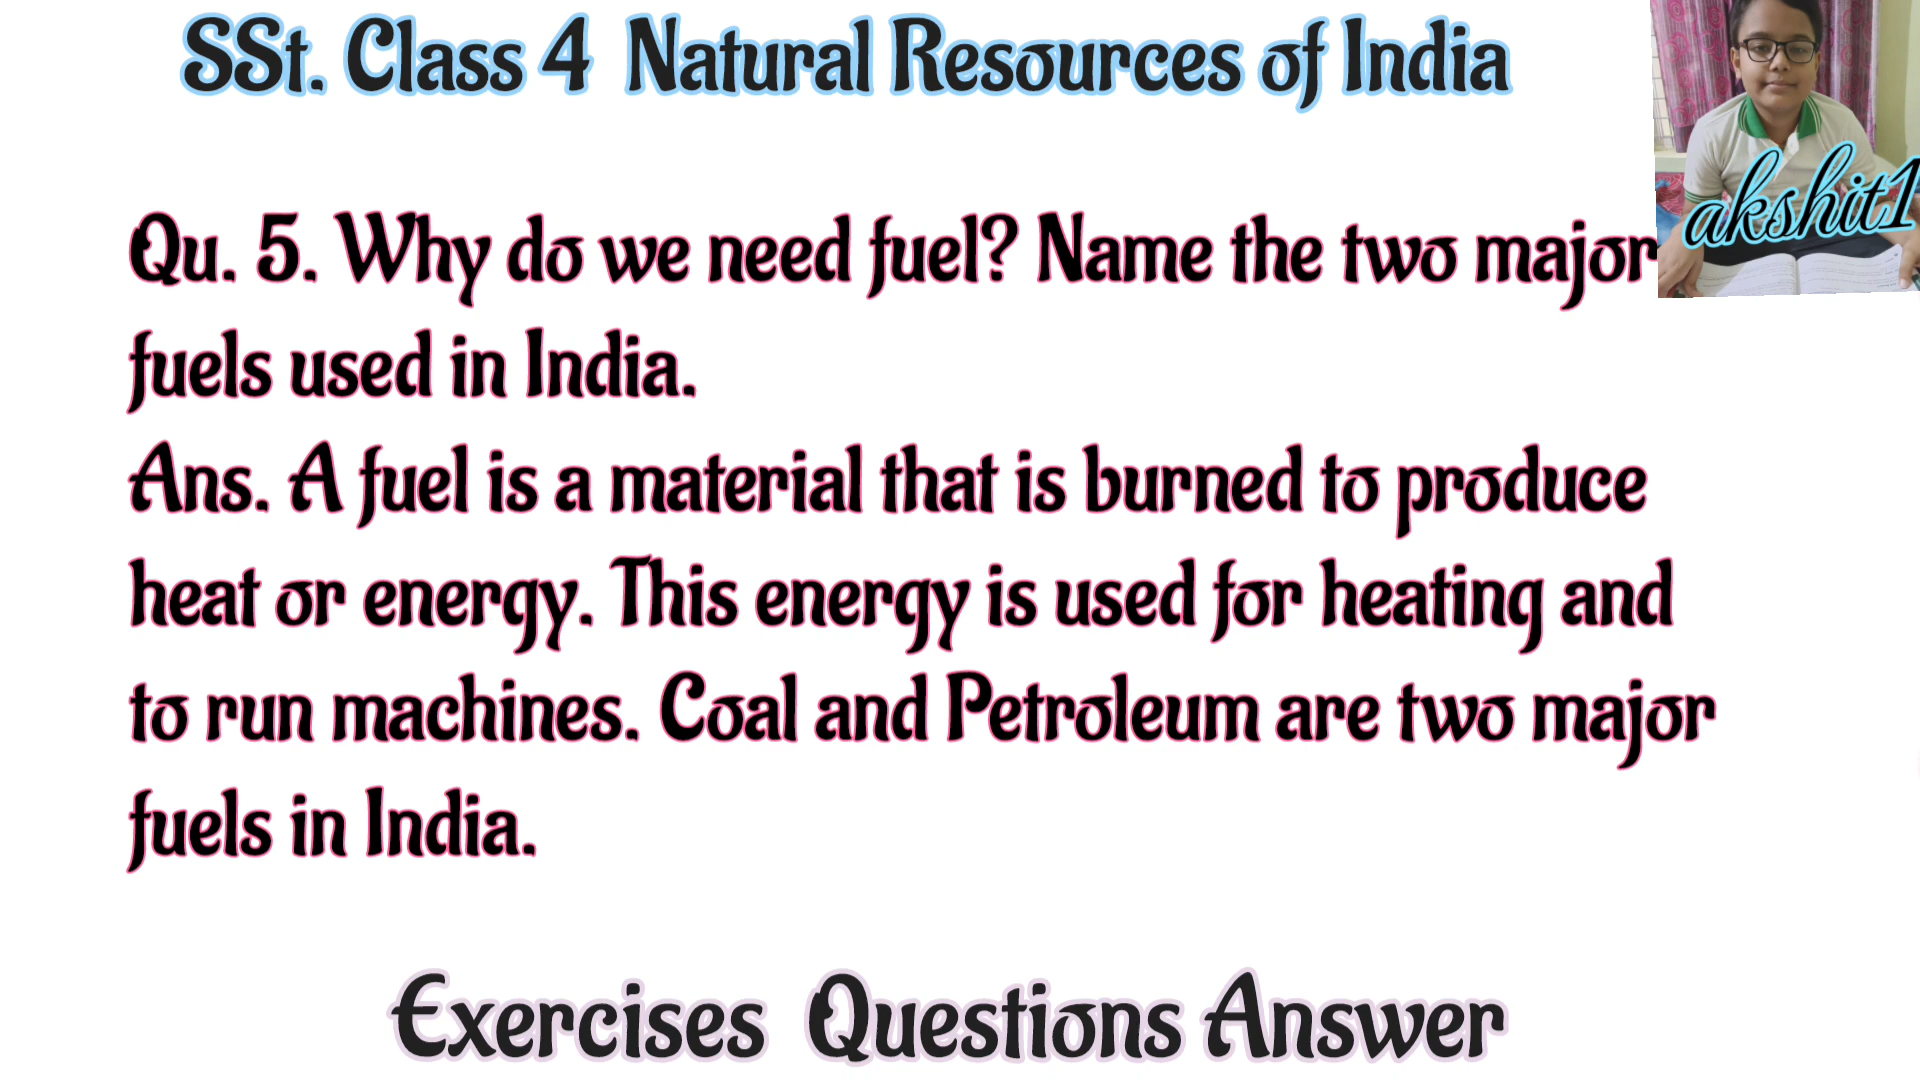 SSt. Class 4 Natural Resources of India
akshit1
Qu. 5. Why do we need fuel? Name the two major
fuels used in India.
Ans. A fuel is a material that is burned to produce
heat or energy. This energy is used for heating and
to run machines. Coal and Petroleum are two major
fuels in India.
Exercises Questions Answer